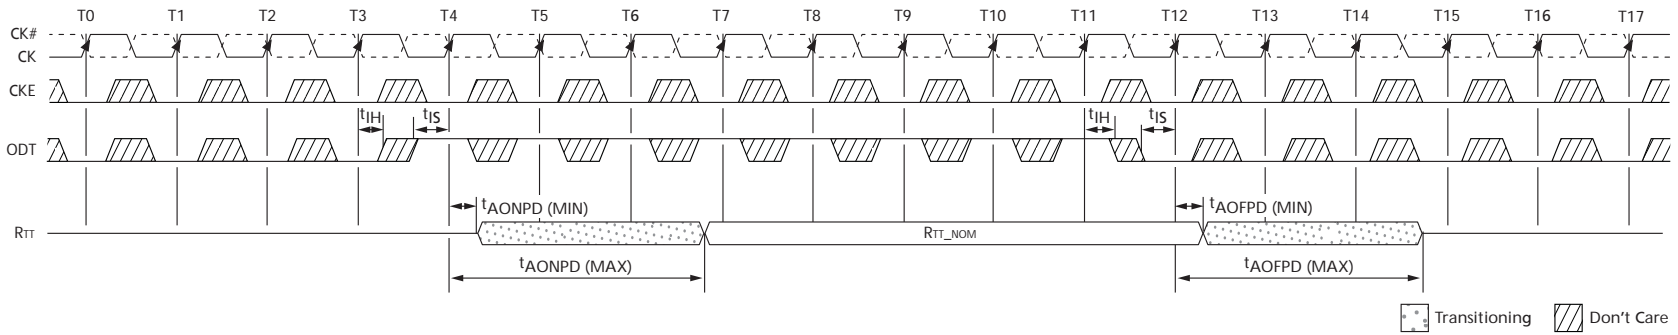 T0 T1 T2 T3 T4 T5 T6 T7 T8 T9 T10 T11 T12 T13 T14 T15 T16 T17
CK#
CK
CKE
tIH tIS tIH tIS
ODT
tAONPD (MIN) tAOFPD (MIN)
RTT RTT_NOM
tAONPD (MAX) tAOFPD (MAX)
Transitioning Don't Care